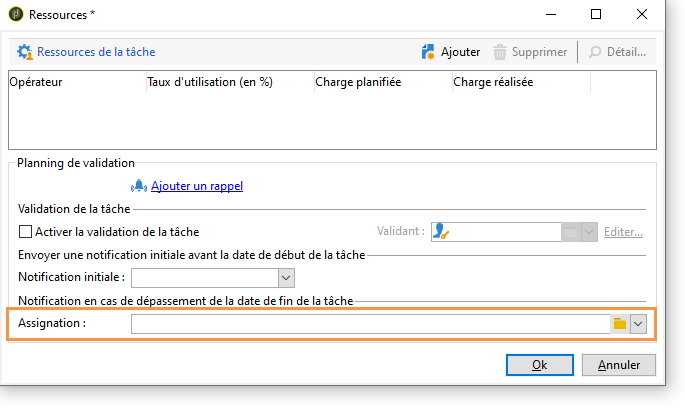 Ressources *
Ressources de la tâche Ajouter Supprimer Détail...
Opérateur Taux d'utilisation (en %) Charge planifiée Charge réalisée
Planning de validation
Ajouter un rappel
Validation de la tâche
Activer la validation de la tâche Validant : Editer...
Envoyer une notification initiale avant la date de début de la tâche
Notification initiale :
Notification en cas de dépassement de la date de fin de la tâche
Assignation :
Ok Annuler